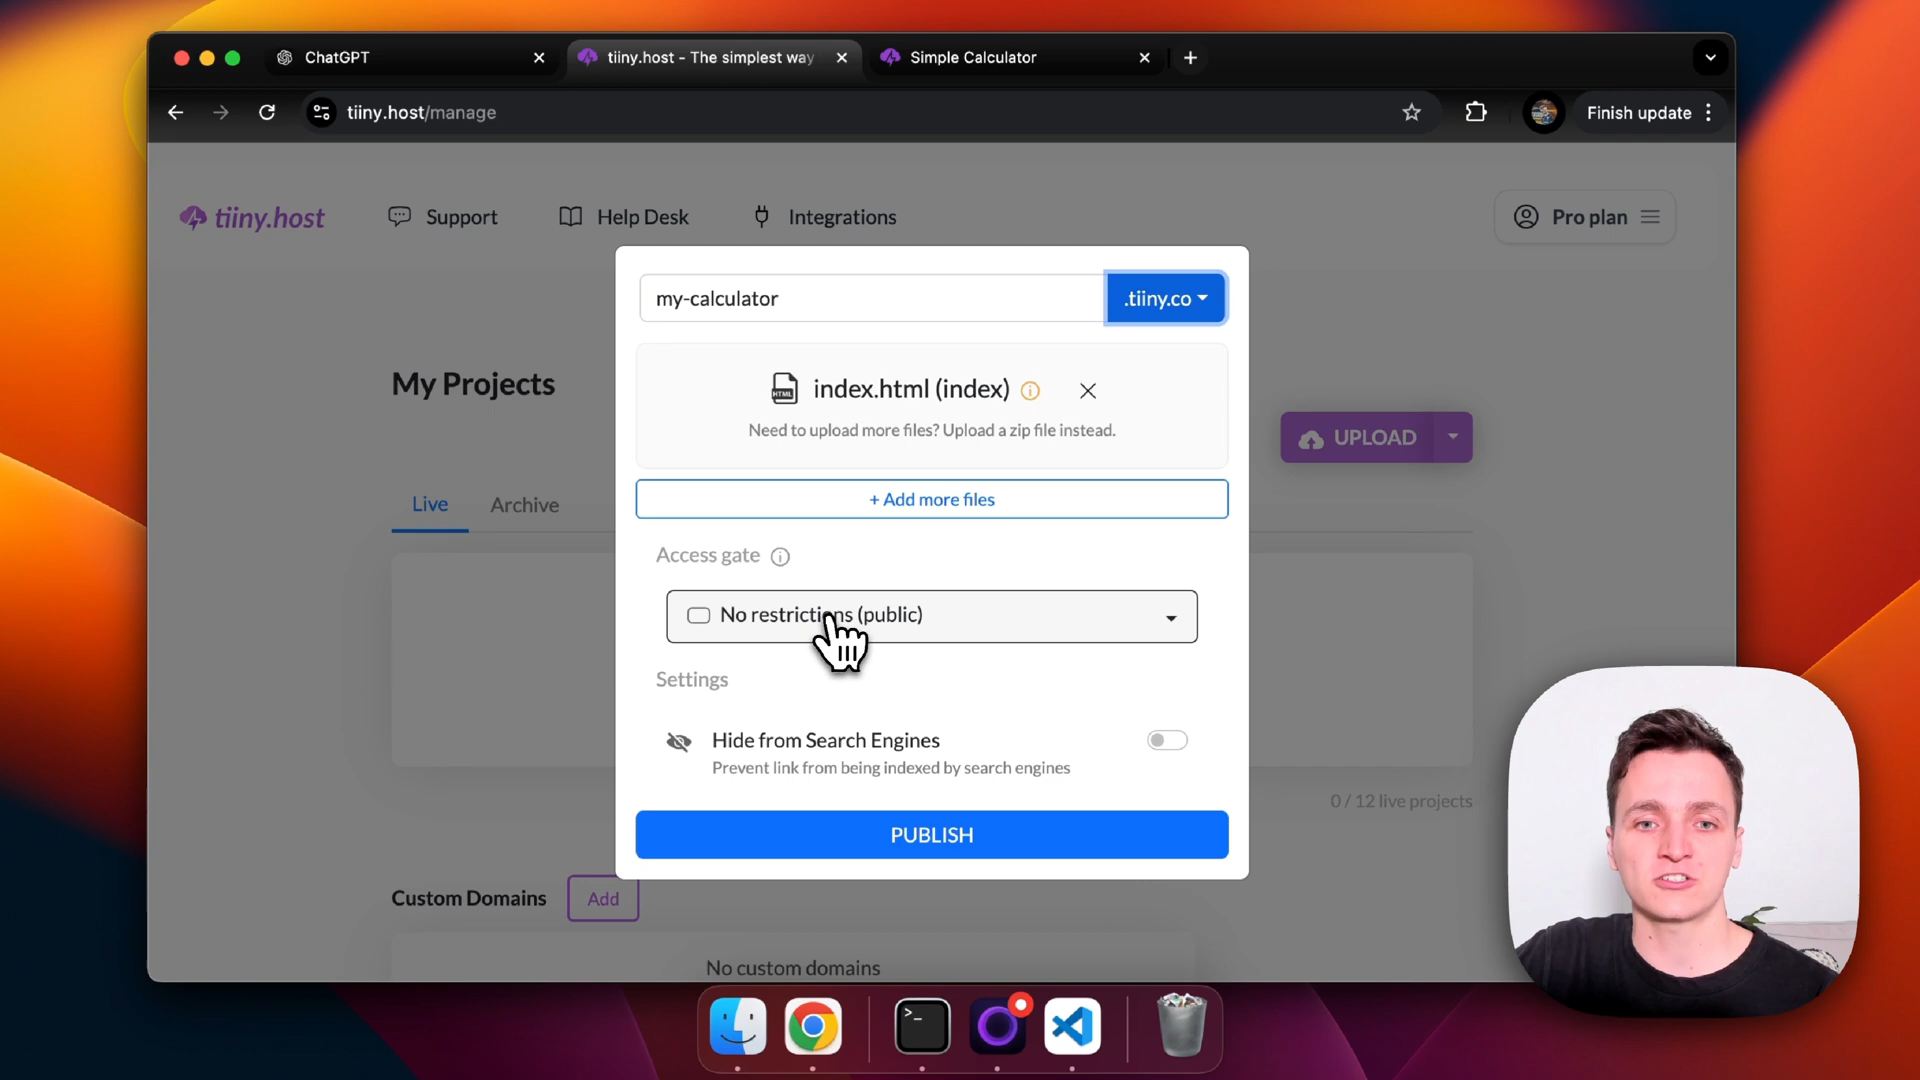 ChatGPT
tiiny.host - The simplest way
Simple Calculator
tiiny.host/manage
Finish update
tiiny.host
Support
Help Desk
Integrations
Pro plan
my-calculator
.tiiny.co
My Projects
HTML
index.html (index)
Need to upload more files? Upload a zip file instead.
UPLOAD
+ Add more files
Live
Archive
Access gate
No restrictions (public)
Settings
Hide from Search Engines
Prevent link from being indexed by search engines
0 / 12 live projects
PUBLISH
Custom Domains
Add
No custom domains